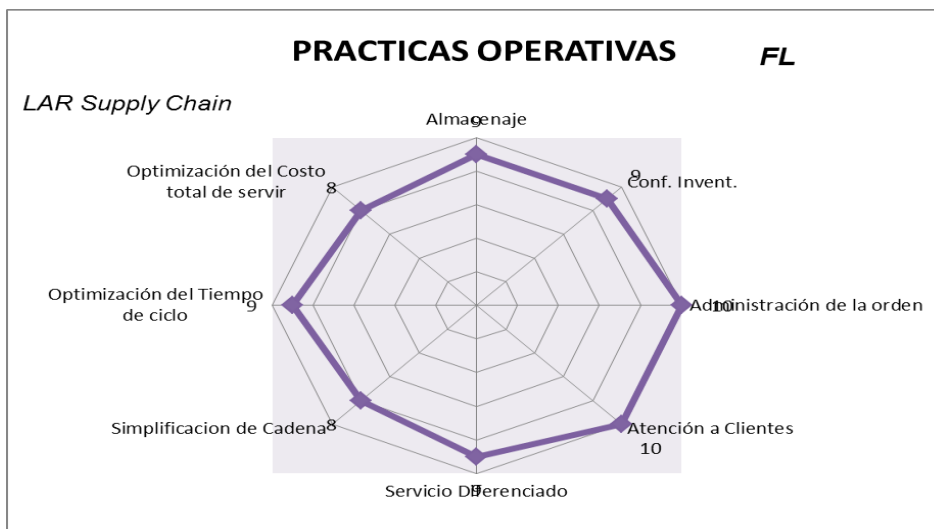 PRACTICAS OPERATIVAS
FL
LAR Supply Chain
Almacenaje
9
Optimización del Costo
total de servir
8
9
Conf. Invent.
Optimización del Tiempo
de ciclo
9
10
Administración de la orden
Simplificacion de Cadena
8
Atención a Clientes
10
Servicio Diferenciado
9